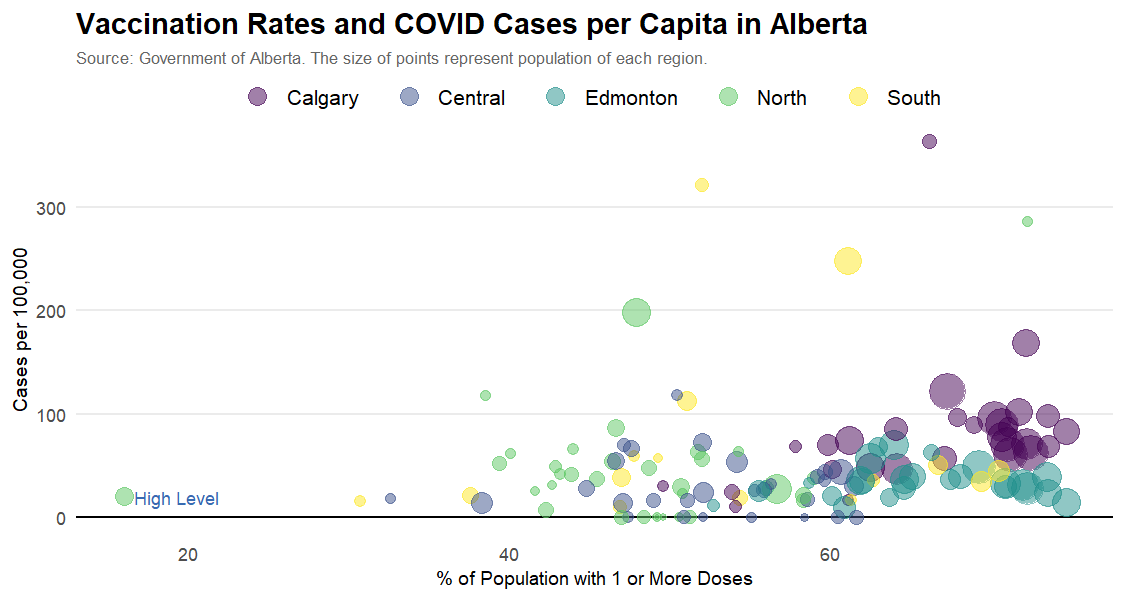 Vaccination Rates and COVID Cases per Capita in Alberta
Source: Government of Alberta. The size of points represent population of each region.
Calgary Central Edmonton North South
Cases per 100,000
300
200
100
0
High Level
20 40 60
% of Population with 1 or More Doses